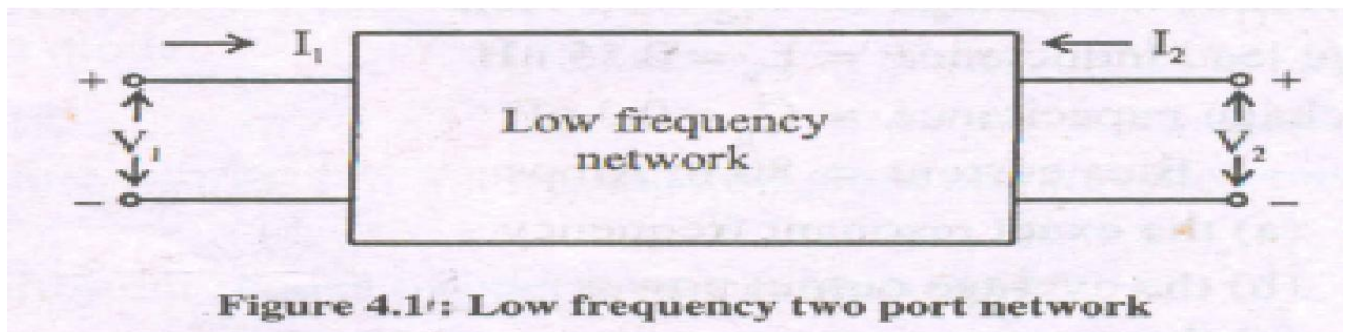 I₁ I₂
+ +
Low frequency
V₁ V₂
network
− −
Figure 4.1: Low frequency two port network